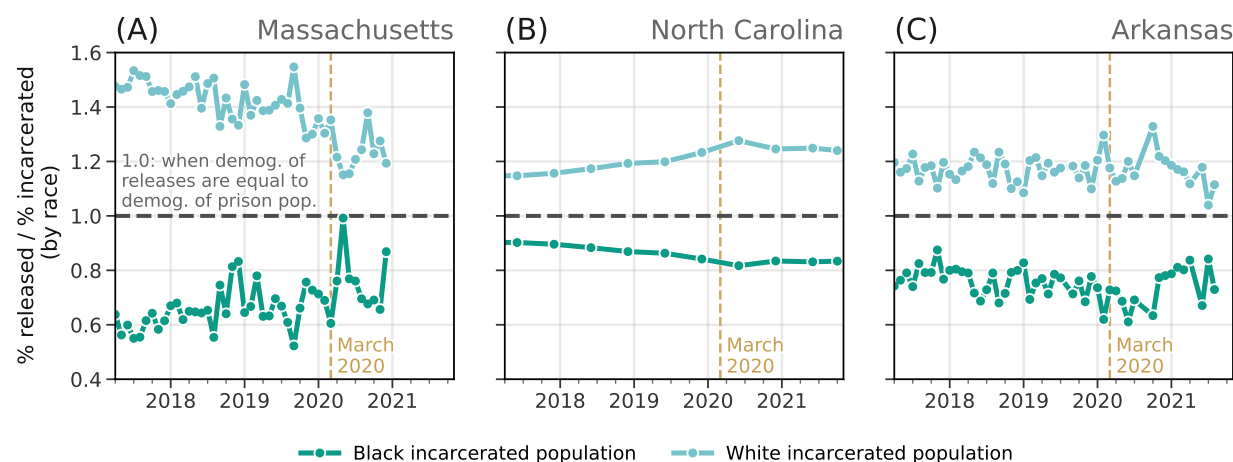 (A) Massachusetts
(B) North Carolina
(C) Arkansas
% released / % incarcerated
(by race)
1.6
1.4
1.2
1.0
0.8
0.6
0.4
1.0: when demog. of
releases are equal to
demog. of prison pop.
March
2020
March
2020
March
2020
2018 2019 2020 2021
2018 2019 2020 2021
2018 2019 2020 2021
Black incarcerated population
White incarcerated population